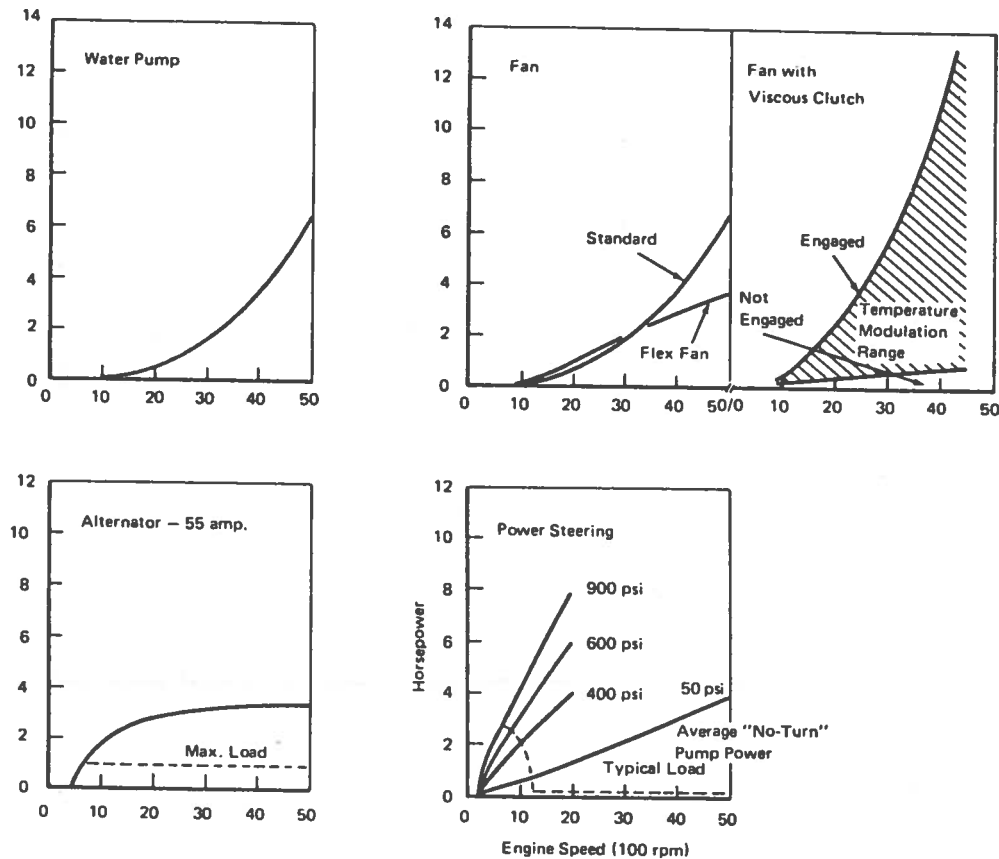 14
12
10
8
6
4
2
0
Water Pump
0 10 20 30 40 50
14
12
10
8
6
4
2
0
Fan
Standard
Flex Fan
0 10 20 30 40 50/0
Fan with
Viscous Clutch
Engaged
Not
Engaged
Temperature
Modulation
Range
10 20 30 40 50
12
10
8
6
4
2
0
Alternator – 55 amp.
Max. Load
0 10 20 30 40 50
Horsepower
12
10
8
6
4
2
0
Power Steering
900 psi
600 psi
400 psi
50 psi
Average "No-Turn"
Pump Power
Typical Load
0 10 20 30 40 50
Engine Speed (100 rpm)